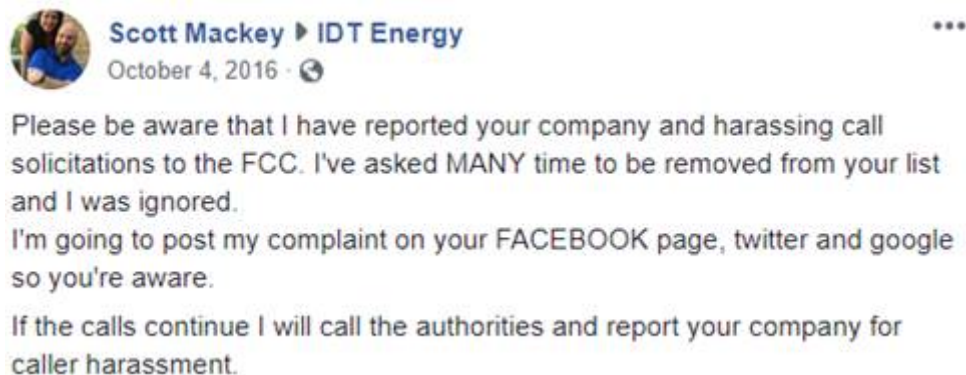 Scott Mackey ▸ IDT Energy
October 4, 2016 ·
Please be aware that I have reported your company and harassing call
solicitations to the FCC. I've asked MANY time to be removed from your list
and I was ignored.
I'm going to post my complaint on your FACEBOOK page, twitter and google
so you're aware.
If the calls continue I will call the authorities and report your company for
caller harassment.